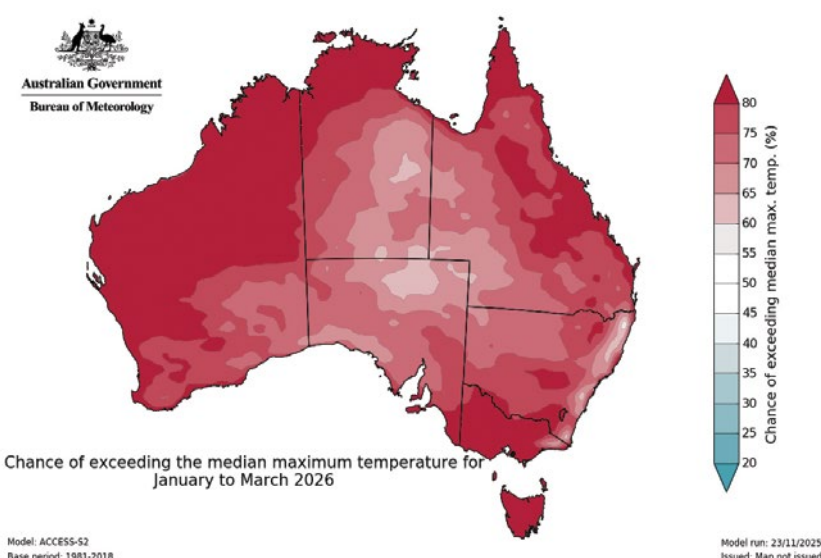 Australian Government
Bureau of Meteorology
80
75
70
65
60
55
50
45
40
35
30
25
20
Chance of exceeding median max. temp. (%)
Chance of exceeding the median maximum temperature for
January to March 2026
Model: ACCESS-S2
Base period: 1981-2018
Model run: 23/11/2025
Issued: Map not issued